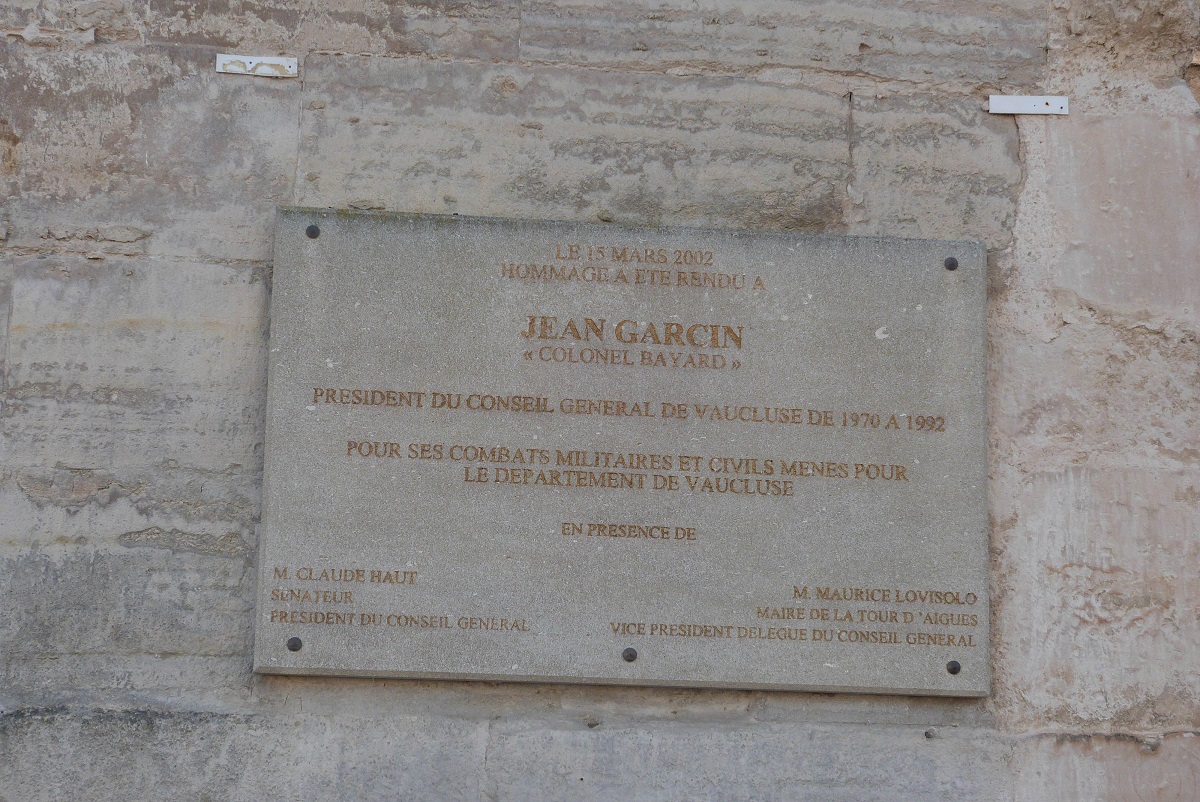 LE 15 MARS 2002
HOMMAGE A ETE RENDU A
JEAN GARCIN
« COLONEL BAYARD »
PRESIDENT DU CONSEIL GENERAL DE VAUCLUSE DE 1970 A 1992
POUR SES COMBATS MILITAIRES ET CIVILS MENES POUR
LE DEPARTEMENT DE VAUCLUSE
EN PRESENCE DE
M. CLAUDE HAUT
SENATEUR
PRESIDENT DU CONSEIL GENERAL
M. MAURICE LOVISOLO
MAIRE DE LA TOUR D 'AIGUES
VICE PRESIDENT DELEGUE DU CONSEIL GENERAL